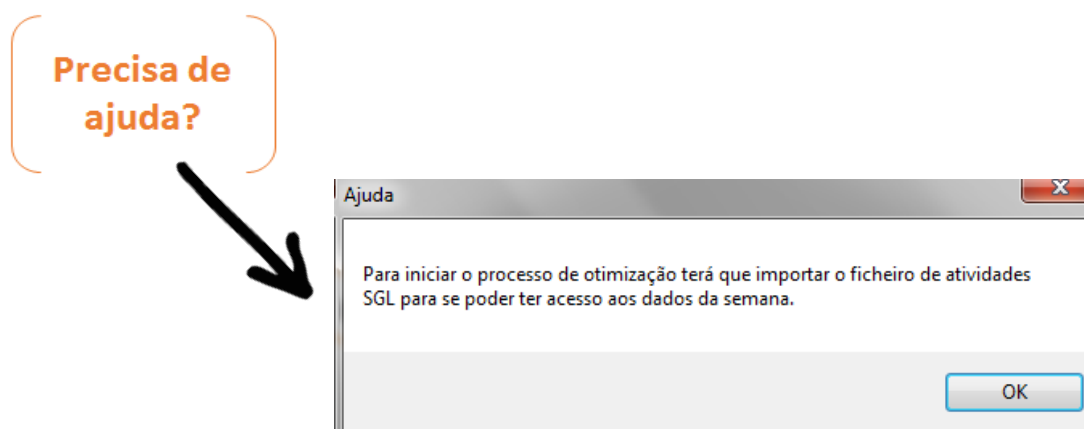 Precisa de
ajuda?
Ajuda
X
Para iniciar o processo de otimização terá que importar o ficheiro de atividades
SGL para se poder ter acesso aos dados da semana.
OK